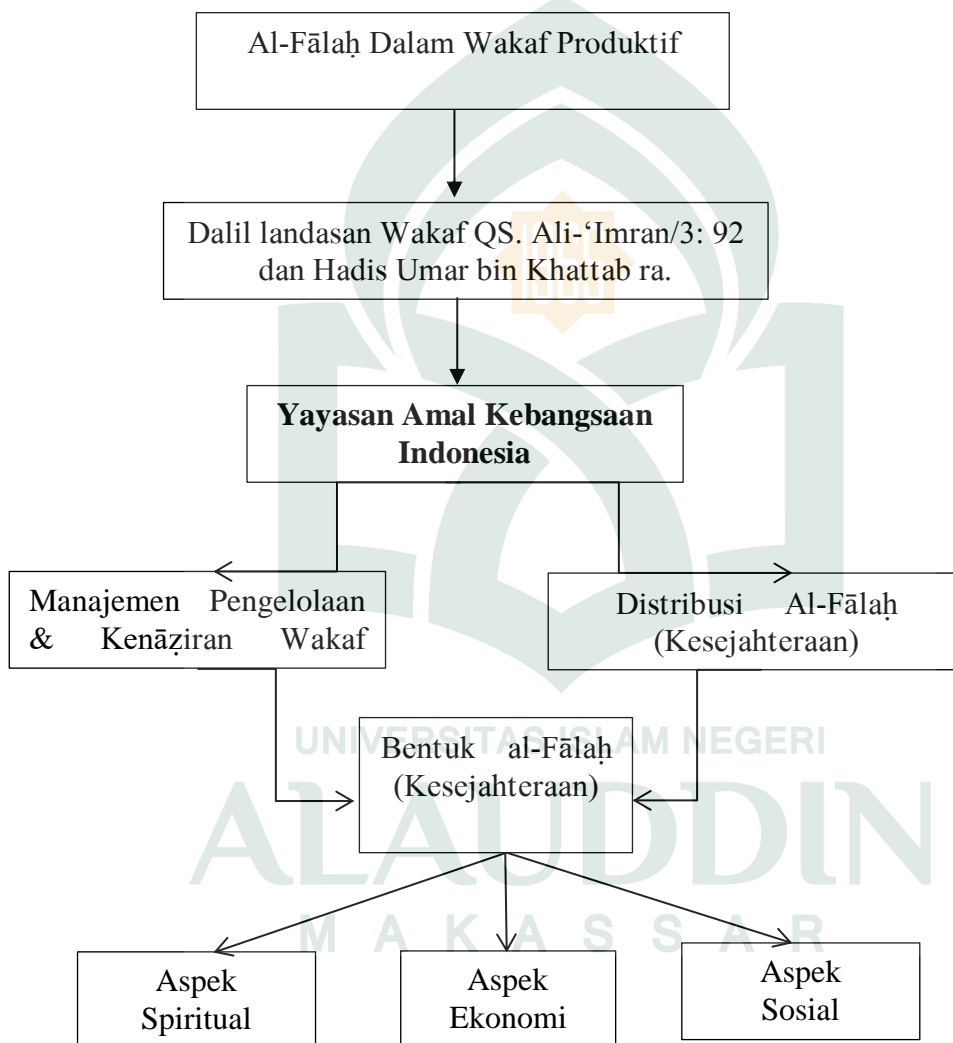 Al-Fālaḥ Dalam Wakaf Produktif
Dalil landasan Wakaf QS. Ali-‘Imran/3: 92
dan Hadis Umar bin Khattab ra.
1965
Yayasan Amal Kebangsaan
Indonesia
Manajemen Pengelolaan
& Kenāẓiran Wakaf
Distribusi Al-Fālaḥ
(Kesejahteraan)
UNIVERSITAS ISLAM NEGERI
Bentuk al-Fālaḥ
(Kesejahteraan)
ALAUDDIN
MAKASSAR
Aspek
Spiritual
Aspek
Ekonomi
Aspek
Sosial